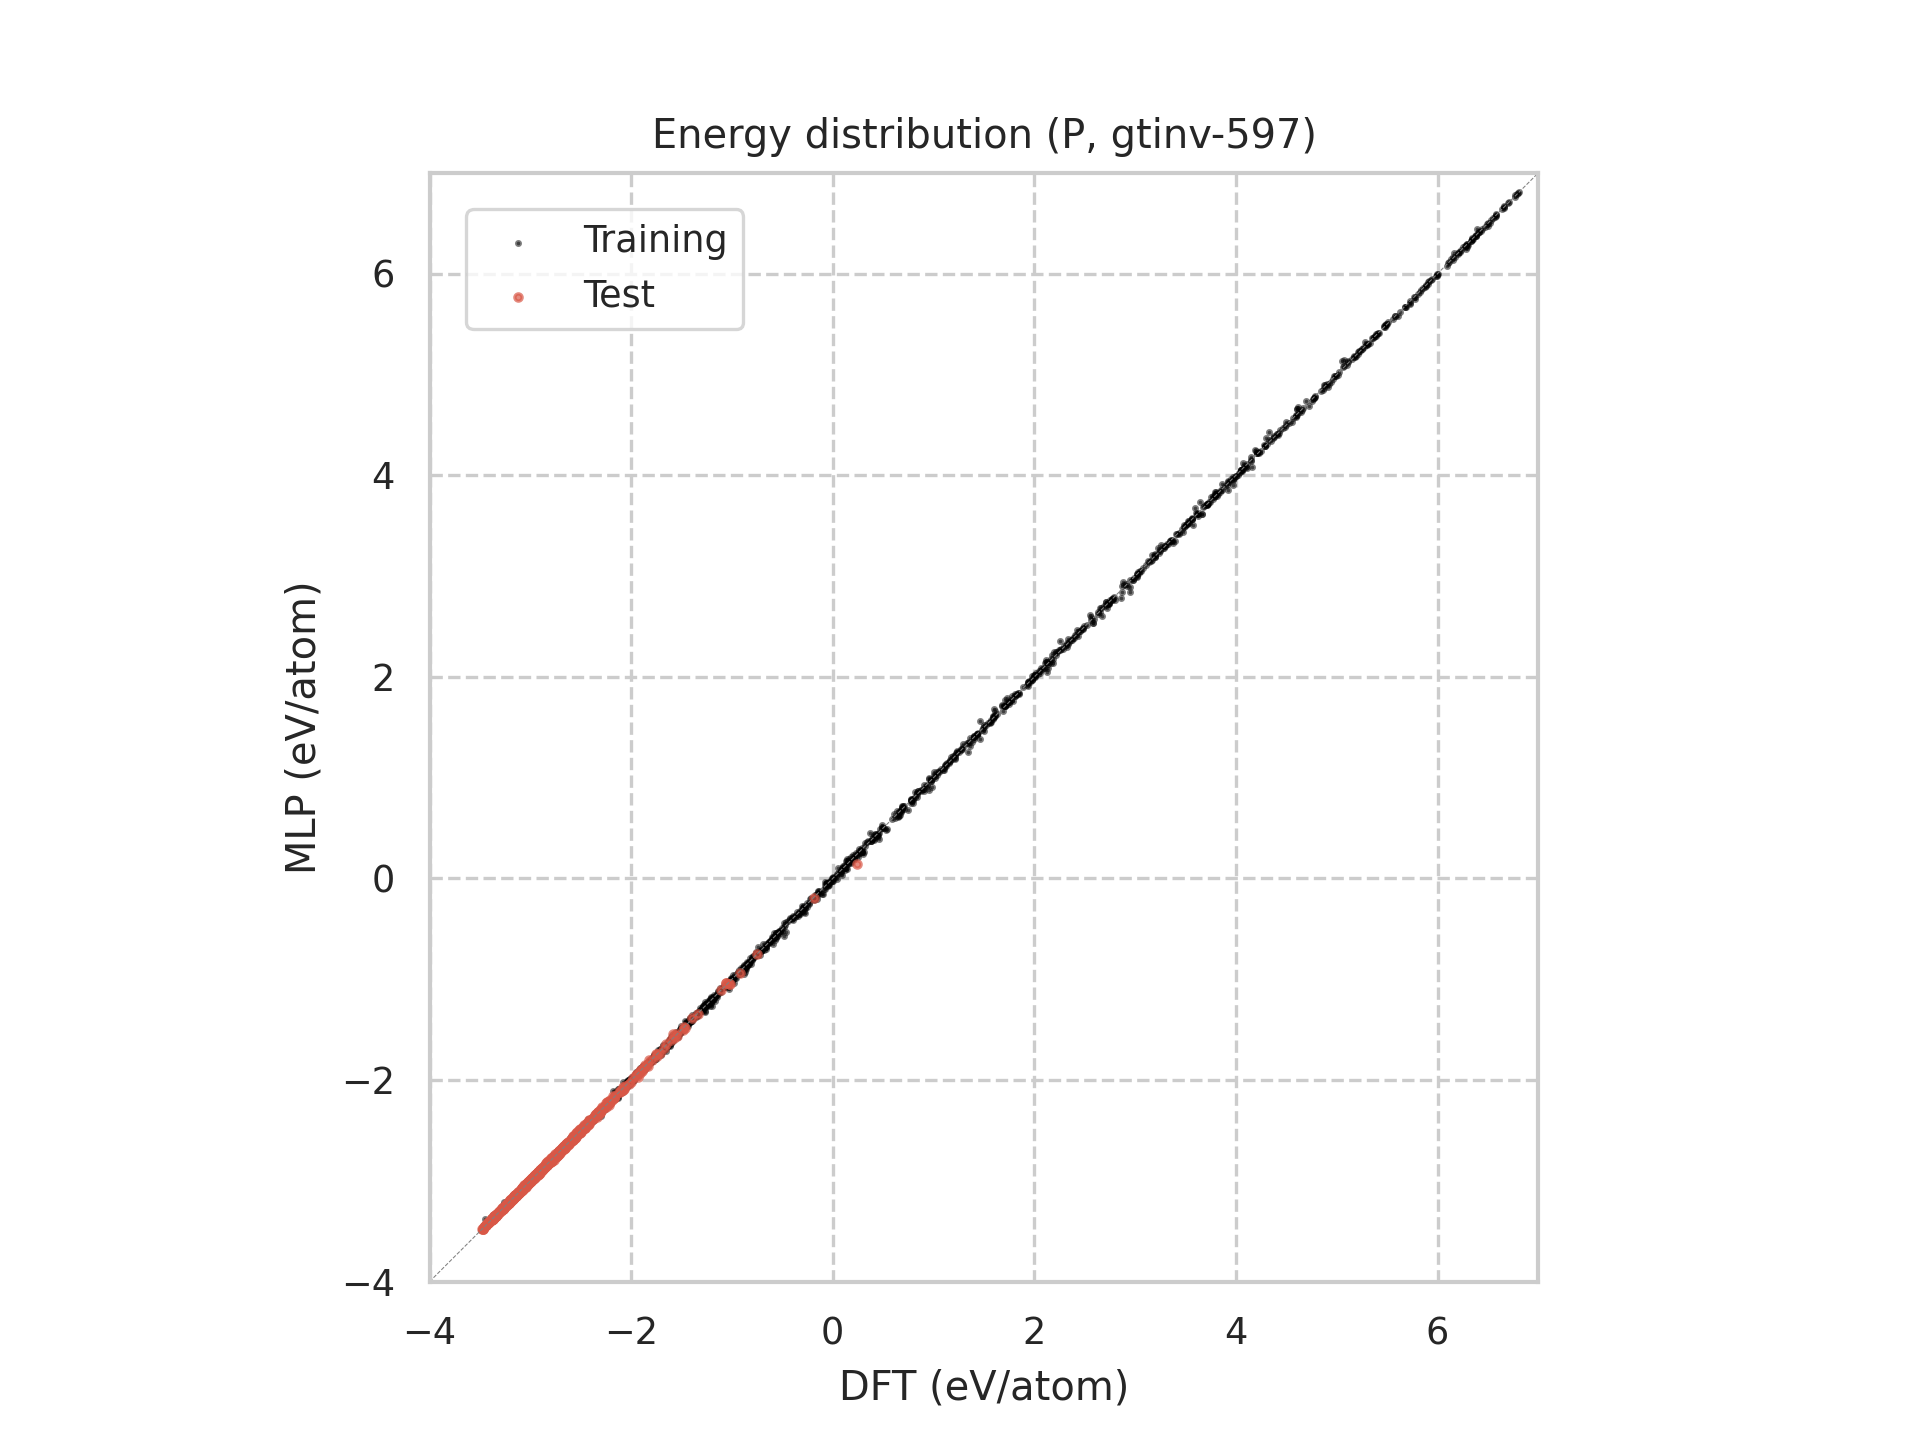 Energy distribution (P, gtinv-597)
Training
Test
6
4
2
0
−2
−4
MLP (eV/atom)
−4 −2 0 2 4 6
DFT (eV/atom)